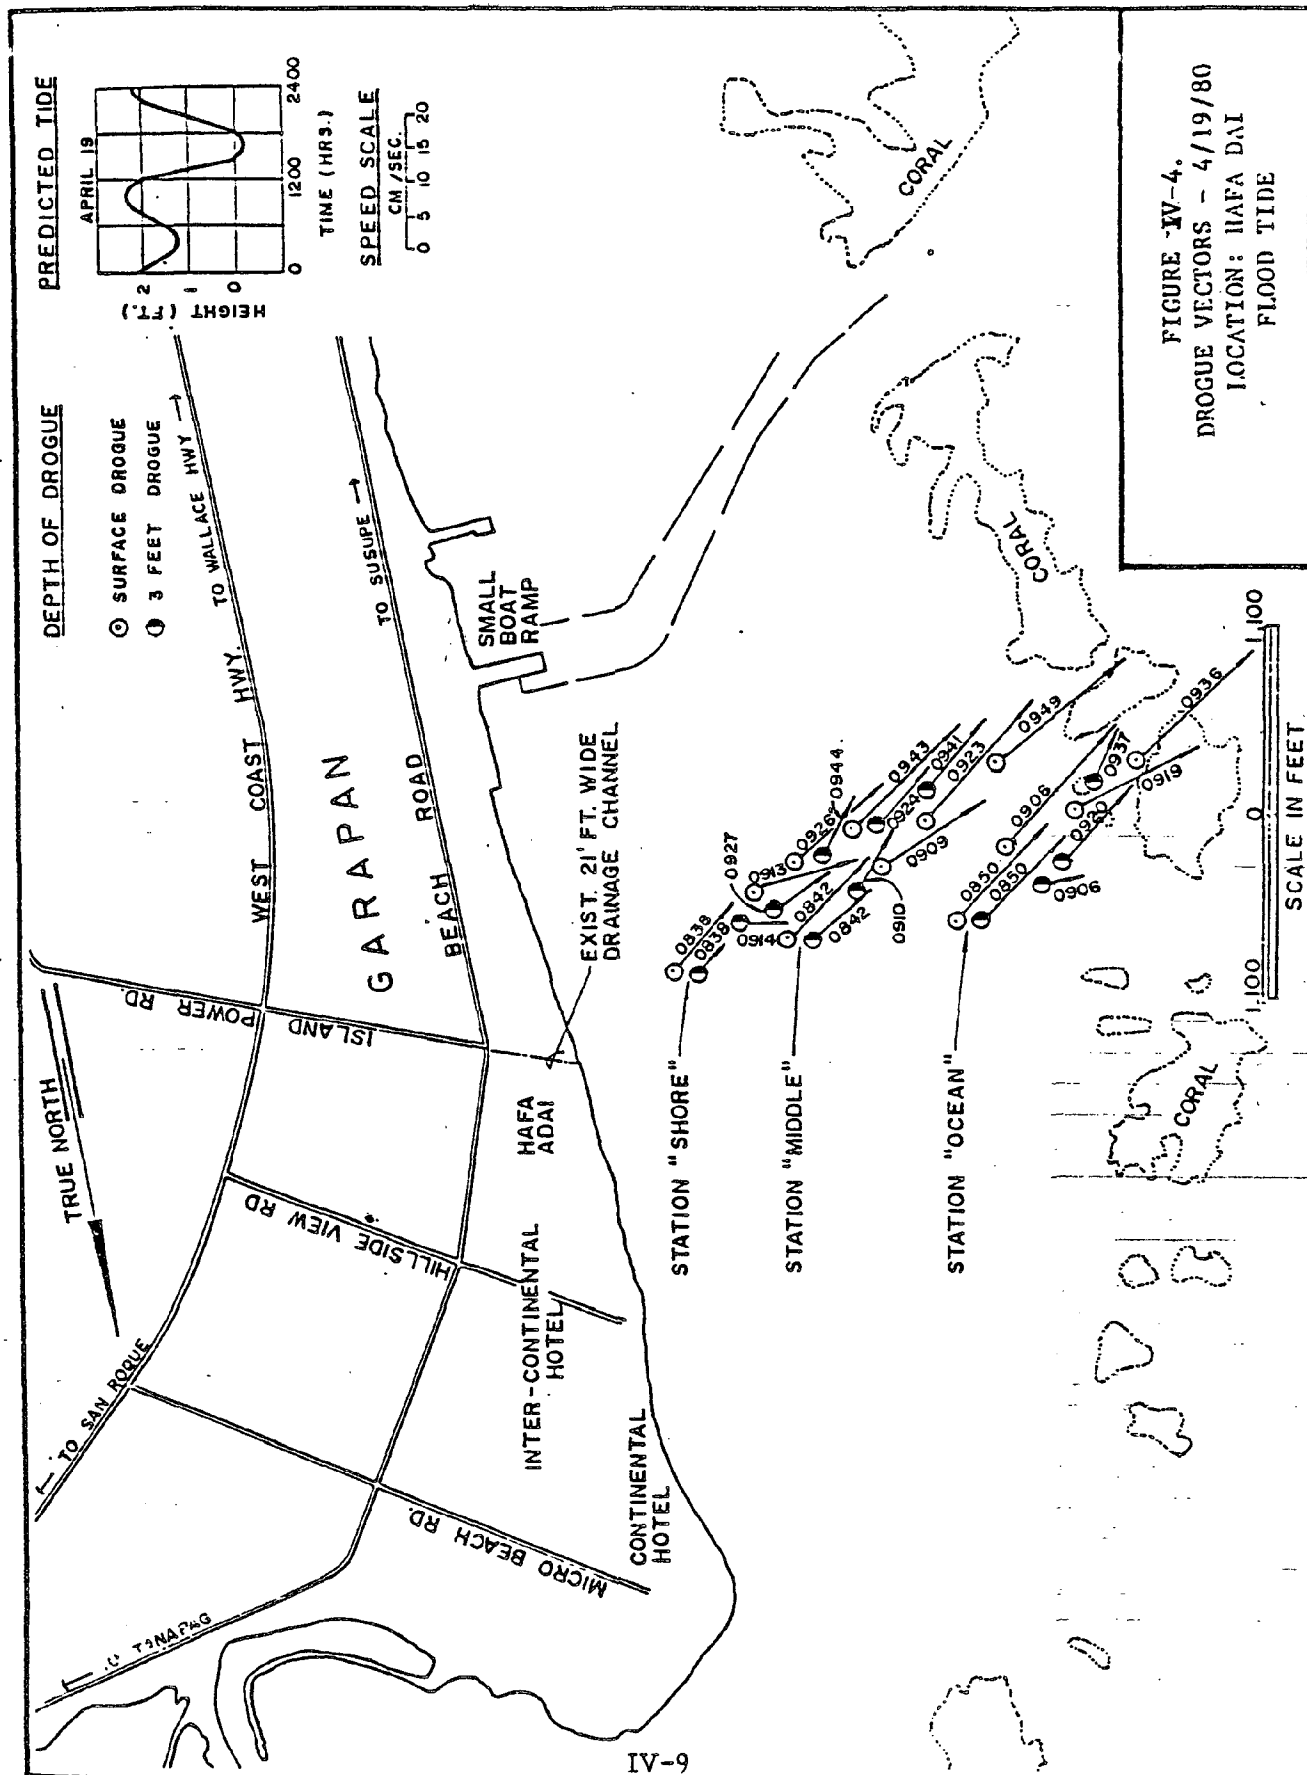 PREDICTED TIDE
APRIL 19
HEIGHT (FT.)
2
1
0
0
1200
2400
TIME (HRS.)
SPEED SCALE
CM/SEC.
0 5 10 15 20
DEPTH OF DROGUE
SURFACE DROGUE
3 FEET DROGUE
TRUE NORTH
TO SAN ROQUE
TO WALLACE HWY
WEST COAST HWY.
TO SUSUPE
BEACH ROAD
GARAPAN
ISLAND POWER RD.
HILLSIDE VIEW RD
MICRO BEACH RD.
SMALL
BOAT
RAMP
EXIST. 21' FT. WIDE
DRAINAGE CHANNEL
HAFA
ADAI
INTER-CONTINENTAL
HOTEL
CONTINENTAL
HOTEL
STATION "SHORE"
0838
0838
0914
0913
0927
0926
0944
0943
STATION "MIDDLE"
0842
0842
0910
0909
0924
0923
0941
0949
STATION "OCEAN"
0850
0850
0906
0906
0920
0919
0937
0936
CORAL
CORAL
CORAL
1,100 0 1,100
SCALE IN FEET
FIGURE IV-4.
DROGUE VECTORS - 4/19/80
LOCATION: HAFA DAI
FLOOD TIDE
IV-9